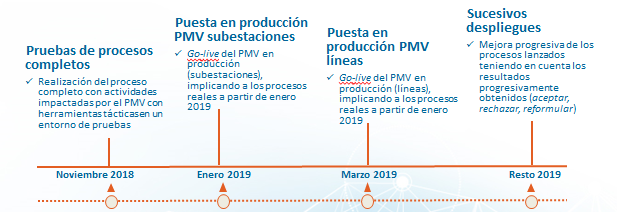 Pruebas de procesos
completos
✓ Realización del proceso
completo con actividades
impactadas por el PMV con
herramientas tácticasen un
entorno de pruebas
Puesta en producción
PMV subestaciones
✓ Go-live del PMV en
producción
(subestaciones),
implicando a los procesos
reales a partir de enero
2019
Puesta en
producción PMV
líneas
✓ Go-live del PMV en
producción (líneas),
implicando a los procesos
reales a partir de enero
2019
Sucesivos
despliegues
✓ Mejora progresiva de los
procesos lanzados
teniendo en cuenta los
resultados
progresivamente
obtenidos (aceptar,
rechazar, reformular)
Noviembre 2018
Enero 2019
Marzo 2019
Resto 2019